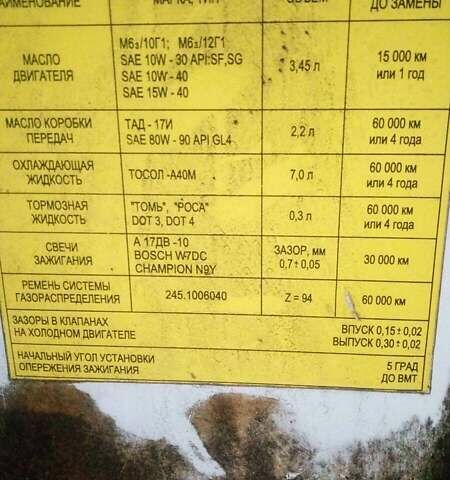 НАИМЕНОВАНИЕ МАРКА, ТИП ОБЪЕМ ДО ЗАМЕНЫ
МАСЛО ДВИГАТЕЛЯ
М6з/10Г1; М6з/12Г1
SAE 10W - 30 API:SF,SG
SAE 10W - 40
SAE 15W - 40
3,45 л
15 000 км
или 1 год
МАСЛО КОРОБКИ
ПЕРЕДАЧ
ТАД - 17И
SAE 80W - 90 API GL4
2,2 л
60 000 км
или 4 года
ОХЛАЖДАЮЩАЯ
ЖИДКОСТЬ
ТОСОЛ -А40М
7,0 л
60 000 км
или 4 года
ТОРМОЗНАЯ
ЖИДКОСТЬ
"ТОМЬ", "РОСА"
DOT 3, DOT 4
0,3 л
60 000 км
или 4 года
СВЕЧИ
ЗАЖИГАНИЯ
А 17ДВ -10
BOSCH W7DC
CHAMPION N9Y
ЗАЗОР, мм
0,7 ± 0,05
30 000 км
РЕМЕНЬ СИСТЕМЫ
ГАЗОРАСПРЕДЕЛЕНИЯ
245.1006040
Z = 94
60 000 км
ЗАЗОРЫ В КЛАПАНАХ
НА ХОЛОДНОМ ДВИГАТЕЛЕ
ВПУСК 0,15 ± 0,02
ВЫПУСК 0,30 ± 0,02
НАЧАЛЬНЫЙ УГОЛ УСТАНОВКИ
ОПЕРЕЖЕНИЯ ЗАЖИГАНИЯ
5 ГРАД
ДО ВМТ